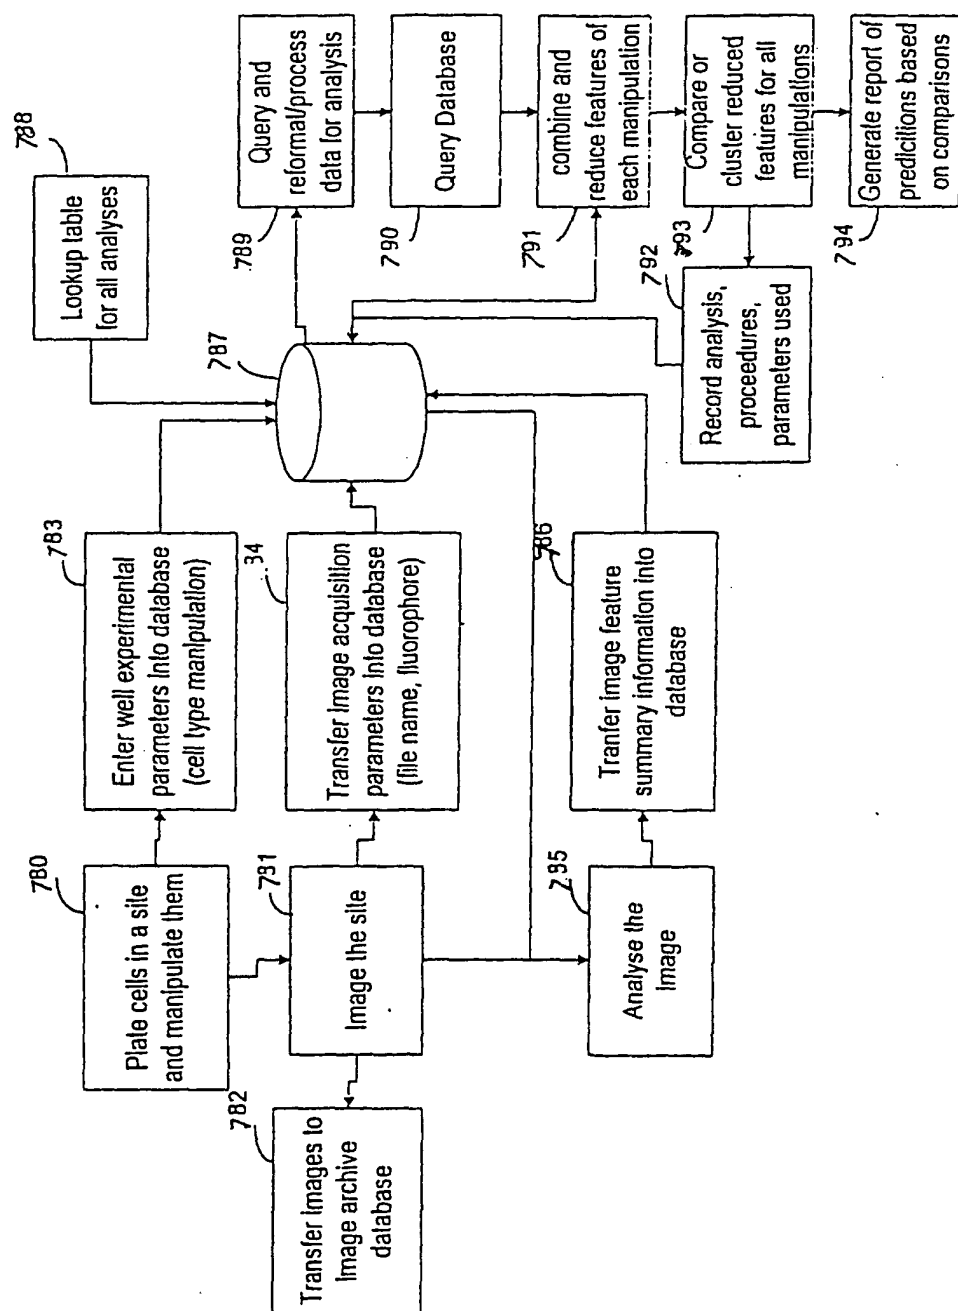 780
Plate cells in a site
and manipulate them
783
Enter well experimental
parameters Into database
(cell type manipulation)
788
Lookup table
for all analyses
782
Transfer Images to
Image archive
database
731
Image the site
34
Transfer Image acquisition
parameters Into database
(file name, fluorophore)
787
795
Analyse the
Image
786
Tranfer image feature
summary information into
database
789
Query and
reformal/process
data for analysis
790
Query Database
791
combine and
reduce features of
each manipulation
792
Record analysis,
proceedures,
parameters used
793
Compare or
cluster reduced
features for all
manipulations
794
Generate report of
predicitions based
on comparisons